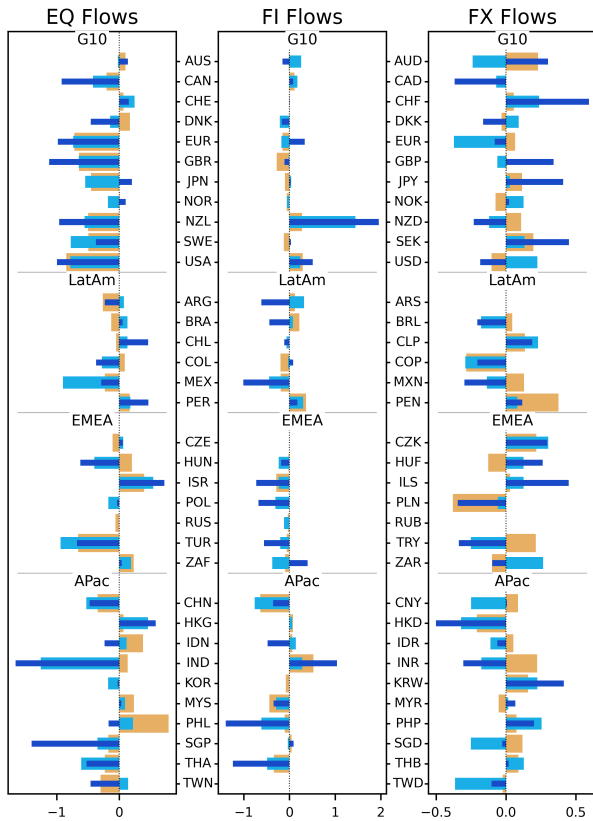 EQ Flows FI Flows FX Flows
G10 G10 G10
AUS AUD
CAN CAD
CHE CHF
DNK DKK
EUR EUR
GBR GBP
JPN JPY
NOR NOK
NZL NZD
SWE SEK
USA USD
LatAm LatAm LatAm
ARG ARS
BRA BRL
CHL CLP
COL COP
MEX MXN
PER PEN
EMEA EMEA EMEA
CZE CZK
HUN HUF
ISR ILS
POL PLN
RUS RUB
TUR TRY
ZAF ZAR
APac APac APac
CHN CNY
HKG HKD
IDN IDR
IND INR
KOR KRW
MYS MYR
PHL PHP
SGP SGD
THA THB
TWN TWD
−1 0 −1 0 1 2 −0.5 0.0 0.5